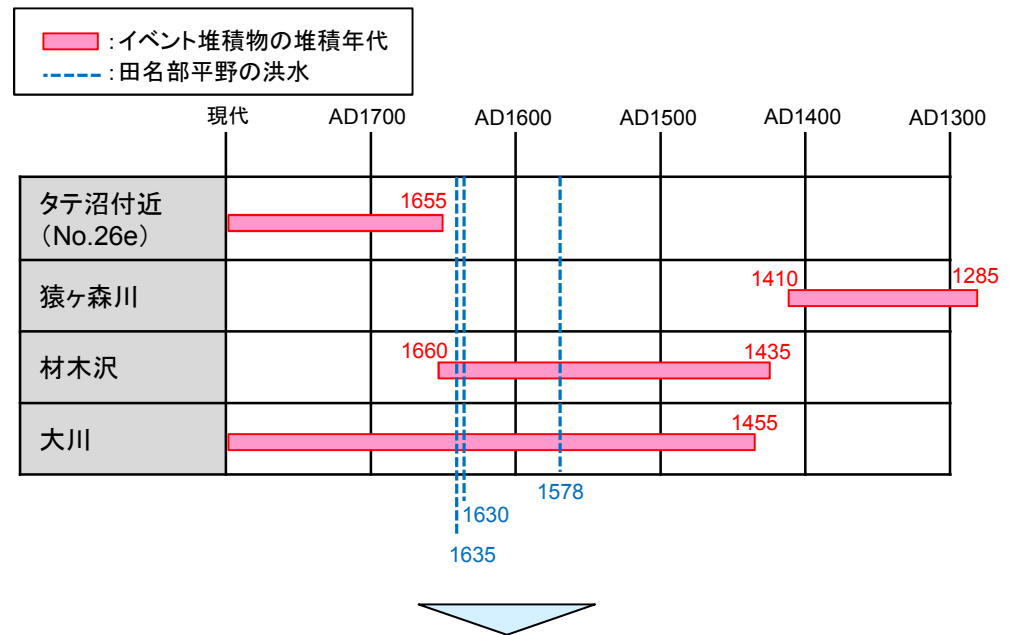 ：イベント堆積物の堆積年代
：田名部平野の洪水
現代 AD1700 AD1600 AD1500 AD1400 AD1300
タテ沼付近
（No.26e）
1655
猿ヶ森川
1410 1285
材木沢
1660 1435
大川
1455
1578
1630
1635